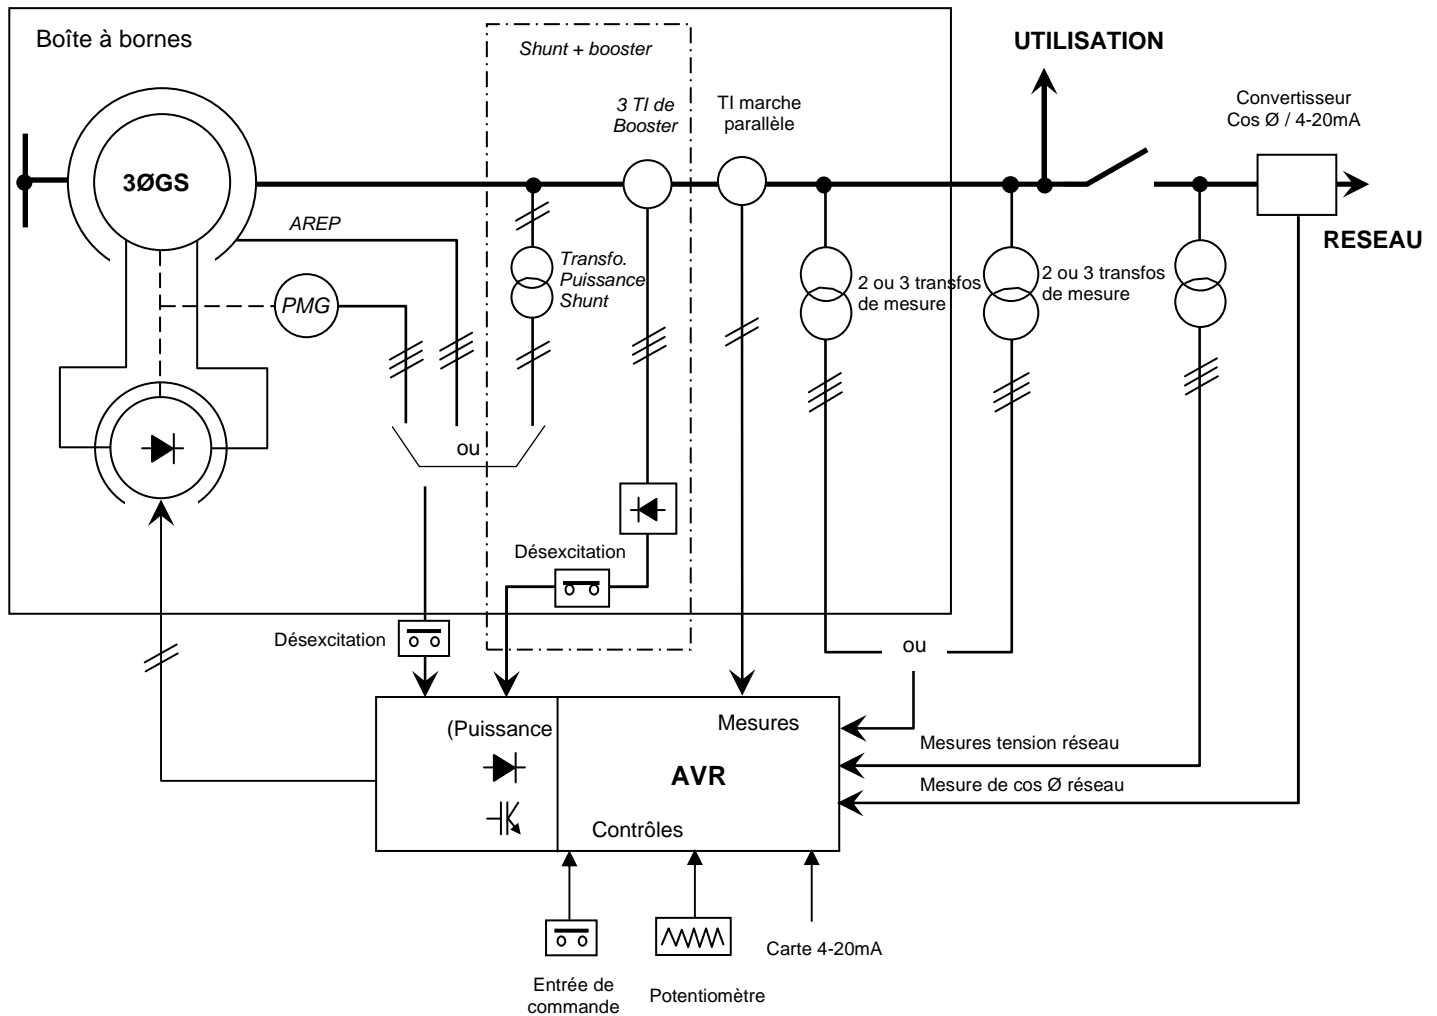 Boîte à bornes
Shunt + booster
UTILISATION
3 TI de
Booster
TI marche
parallèle
Convertisseur
Cos Ø / 4-20mA
3ØGS
AREP
RESEAU
Transfo.
Puissance
Shunt
2 ou 3 transfos
de mesure
2 ou 3 transfos
de mesure
PMG
ou
Désexcitation
Désexcitation
ou
(Puissance
Mesures
Mesures tension réseau
AVR
Mesure de cos Ø réseau
Contrôles
Carte 4-20mA
Entrée de
commande
Potentiomètre